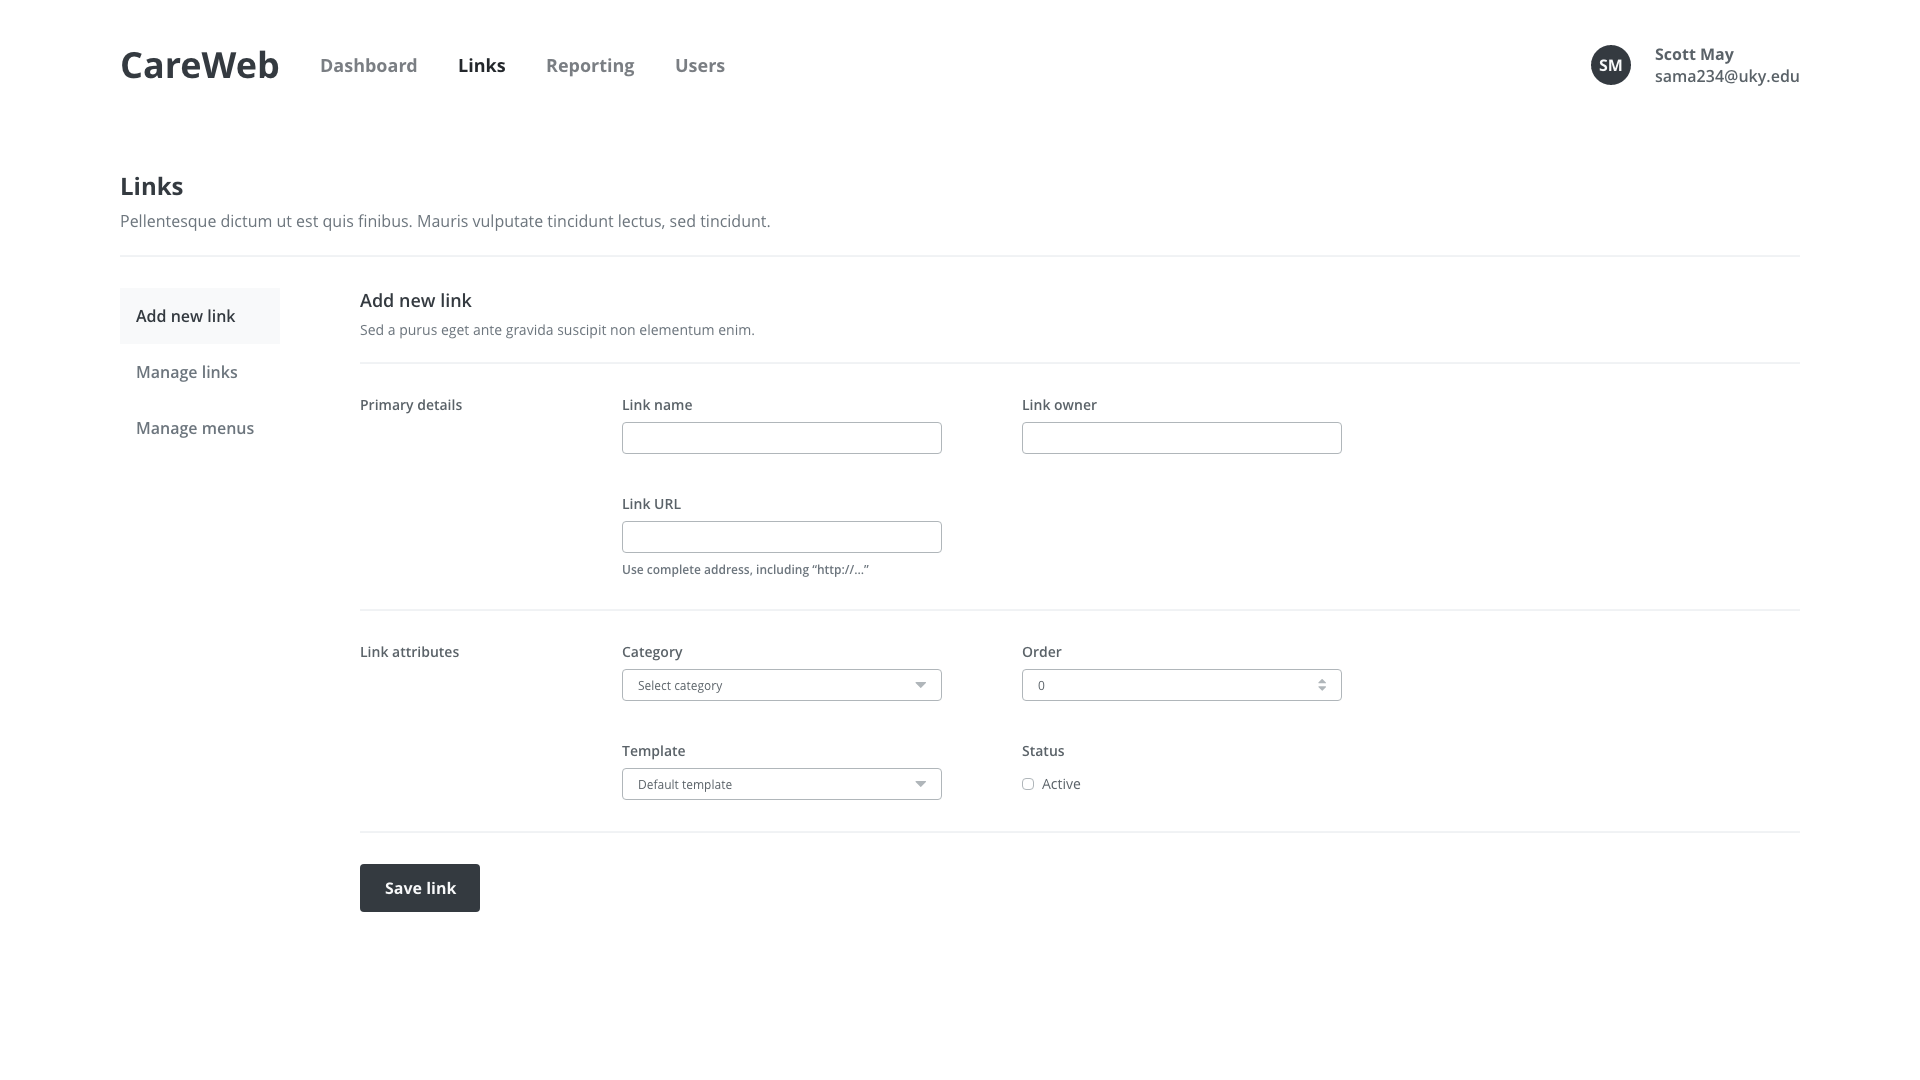 CareWeb
Dashboard
Links
Reporting
Users
SM
Scott May
sama234@uky.edu
Links
Pellentesque dictum ut est quis finibus. Mauris vulputate tincidunt lectus, sed tincidunt.
Add new link
Manage links
Manage menus
Add new link
Sed a purus eget ante gravida suscipit non elementum enim.
Primary details
Link name
Link owner
Link URL
Use complete address, including “http://...”
Link attributes
Category
Select category
Order
0
Template
Default template
Status
Active
Save link